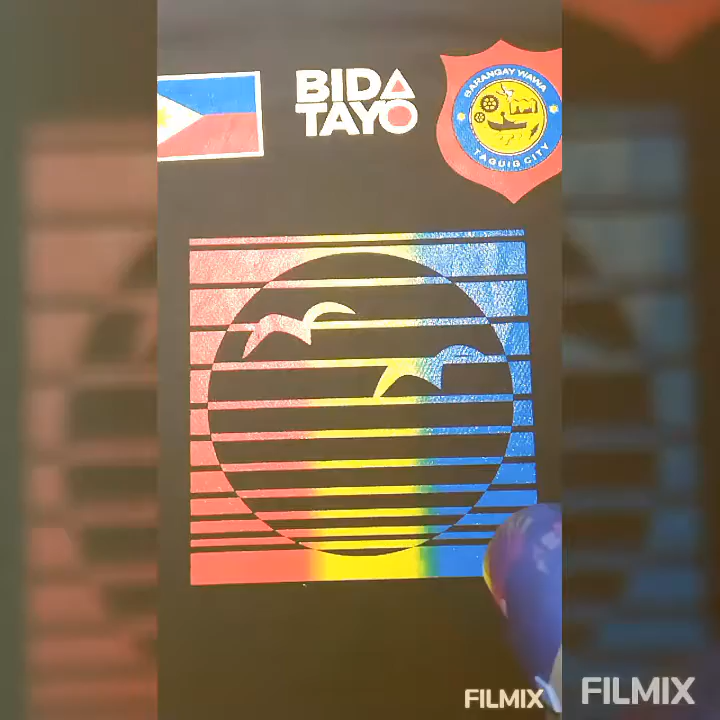 BIDA
TAYO
BARANGAY WAWA
TAGUIG CITY
FILMIX
FILMIX